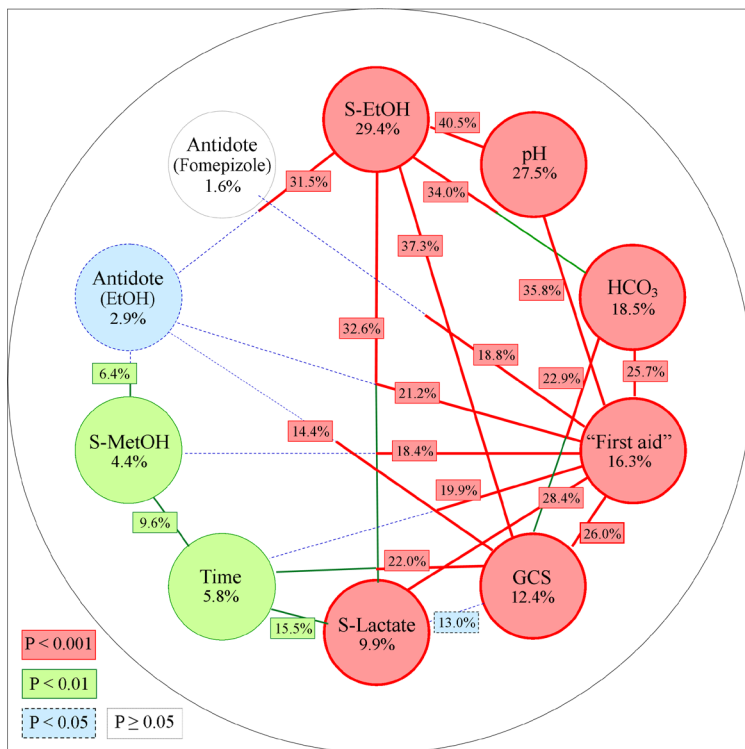 S-EtOH
29.4%
40.5%
pH
27.5%
Antidote
(Fomepizole)
1.6%
31.5%
34.0%
37.3%
Antidote
(EtOH)
2.9%
HCO₃
18.5%
35.8%
32.6%
18.8%
22.9%
25.7%
6.4%
21.2%
14.4%
S-MetOH
4.4%
18.4%
"First aid"
16.3%
19.9%
28.4%
9.6%
26.0%
22.0%
Time
5.8%
GCS
12.4%
S-Lactate
9.9%
15.5%
13.0%
P < 0.001
P < 0.01
P < 0.05
P ≥ 0.05